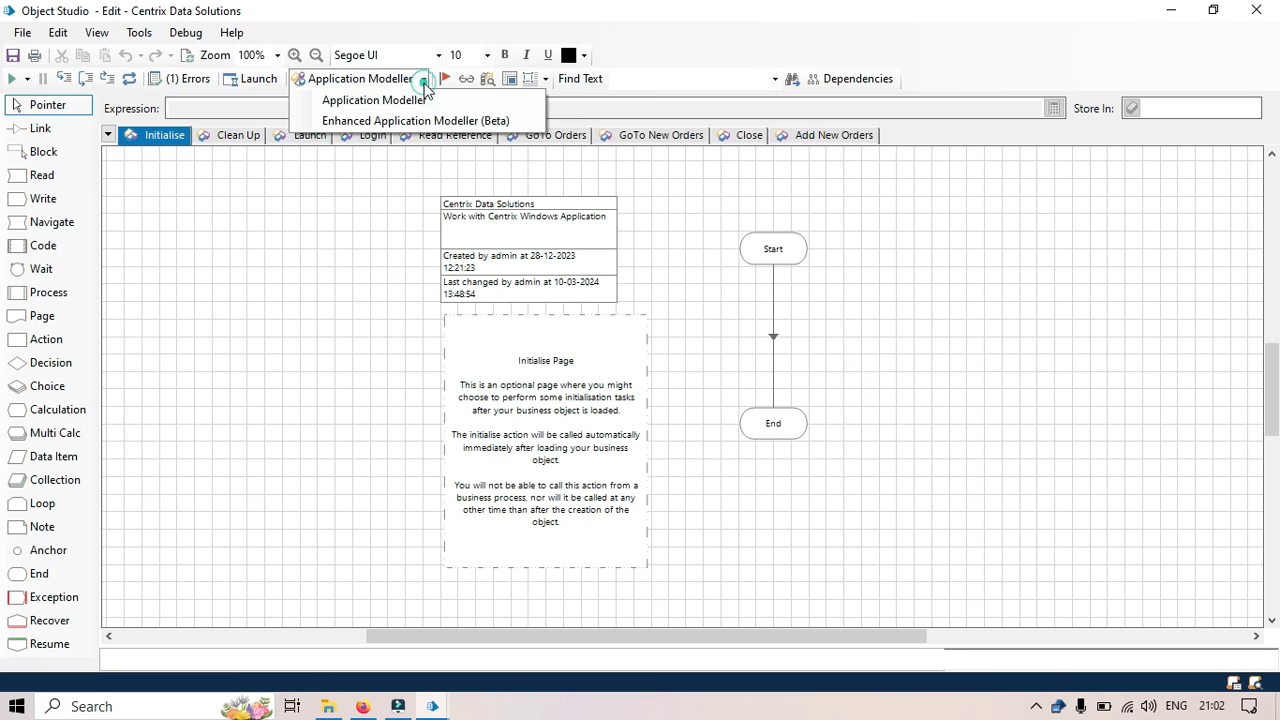 Object Studio - Edit - Centrix Data Solutions
File Edit View Tools Debug Help
Zoom 100% Segoe UI 10 B I U
(1) Errors Launch Application Modeller Find Text Dependencies
Application Modeller
Enhanced Application Modeller (Beta)
Expression: Store In:
Initialise Clean Up Launch Login Read Reference GoTo Orders GoTo New Orders Close Add New Orders
Pointer
Link
Block
Read
Write
Navigate
Code
Wait
Process
Page
Action
Decision
Choice
Calculation
Multi Calc
Data Item
Collection
Loop
Note
Anchor
End
Exception
Recover
Resume
Centrix Data Solutions
Work with Centrix Windows Application
Created by admin at 28-12-2023
12:21:23
Last changed by admin at 10-03-2024
13:48:54
Initialise Page
This is an optional page where you might
choose to perform some initialisation tasks
after your business object is loaded.
The initialise action will be called automatically
immediately after loading your business
object.
You will not be able to call this action from a
business process, nor will it be called at any
other time than after the creation of the
object.
Start
End
Search
ENG 21:02